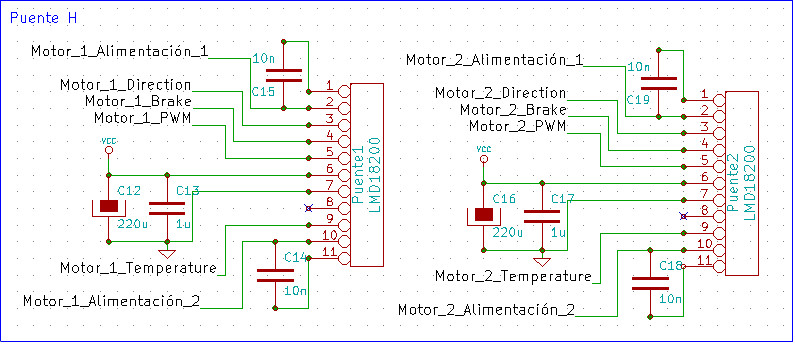 Puente H
Motor_1_Alimentación_1
10n
C15
Motor_1_Direction
Motor_1_Brake
Motor_1_PWM
1
2
3
4
5
6
7
8
9
10
11
Puente1
LMD18200
VCC
C12
220u
C13
1u
Motor_1_Temperature
C14
10n
Motor_1_Alimentación_2
Motor_2_Alimentación_1
10n
C19
Motor_2_Direction
Motor_2_Brake
Motor_2_PWM
1
2
3
4
5
6
7
8
9
10
11
Puente2
LMD18200
VCC
C16
220u
C17
1u
Motor_2_Temperature
C18
10n
Motor_2_Alimentación_2